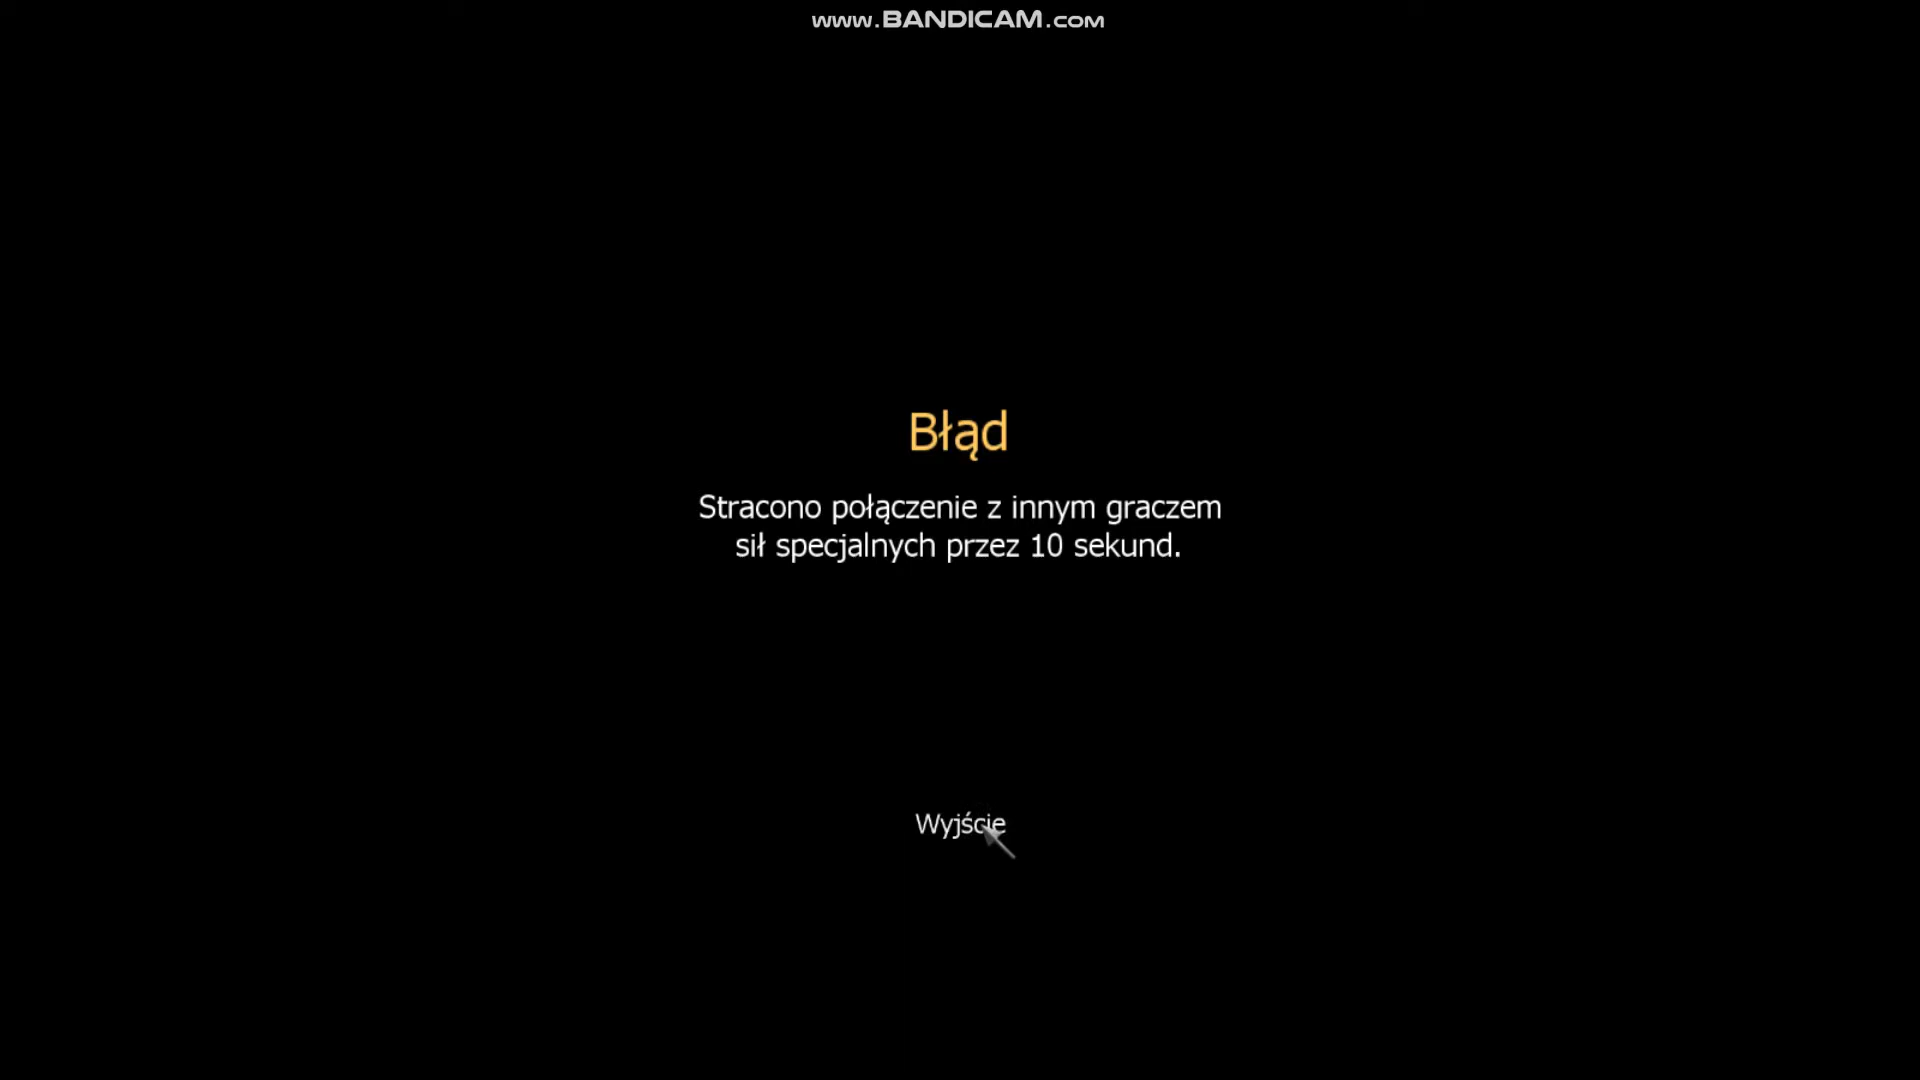 www.BANDICAM.com
Błąd
Stracono połączenie z innym graczem
sił specjalnych przez 10 sekund.
Wyjście